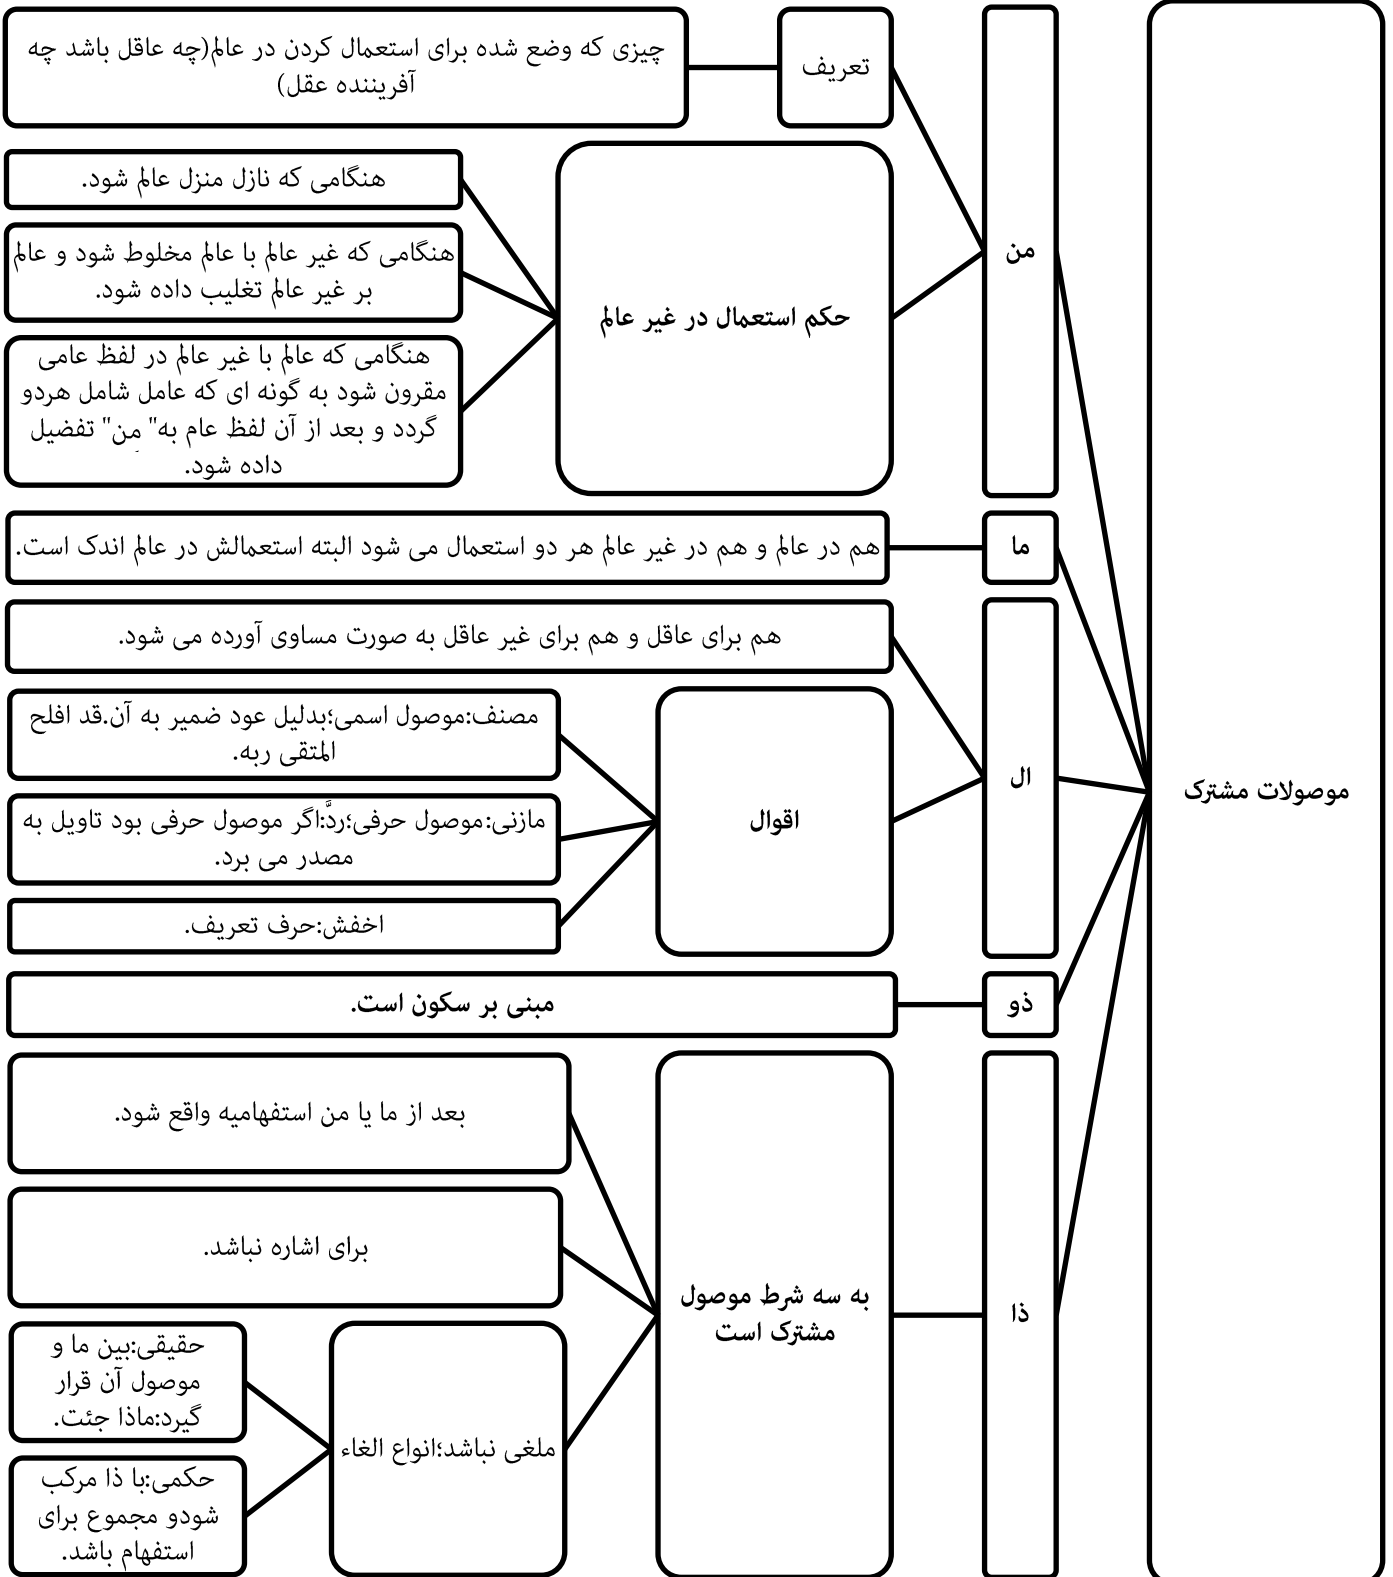 موصولات مشترک
من
تعریف
چیزی که وضع شده برای استعمال کردن در عالم(چه عاقل باشد چه
آفریننده عقل)
حکم استعمال در غیر عالم
هنگامی که نازل منزل عالم شود.
هنگامی که غیر عالم با عالم مخلوط شود و عالم
بر غیر عالم تغلیب داده شود.
هنگامی که عالم با غیر عالم در لفظ عامی
مقرون شود به گونه ای که عامل شامل هردو
گردد و بعد از آن لفظ عام به" مِن" تفضیل
داده شود.
ما
هم در عالم و هم در غیر عالم هر دو استعمال می شود البته استعمالش در عالم اندک است.
ال
هم برای عاقل و هم برای غیر عاقل به صورت مساوی آورده می شود.
اقوال
مصنف:موصول اسمی؛بدلیل عود ضمیر به آن.قد افلح
المتقی ربه.
مازنی:موصول حرفی؛ردَّ:اگر موصول حرفی بود تاویل به
مصدر می برد.
اخفش:حرف تعریف.
ذو
مبنی بر سکون است.
ذا
به سه شرط موصول
مشترک است
بعد از ما یا من استفهامیه واقع شود.
برای اشاره نباشد.
ملغی نباشد؛انواع الغاء
حقیقی:بین ما و
موصول آن قرار
گیرد:ماذا جئت.
حکمی:با ذا مرکب
شودو مجموع برای
استفهام باشد.